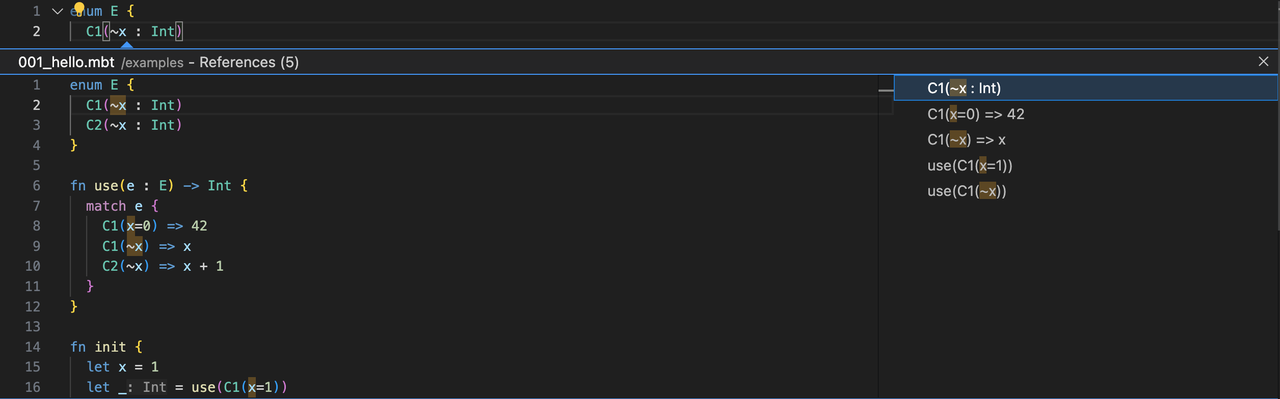 1 enum E {
2 C1(~x : Int)
001_hello.mbt /examples - References (5)
1 enum E {
2 C1(~x : Int)
3 C2(~x : Int)
4 }
5
6 fn use(e : E) -> Int {
7 match e {
8 C1(x=0) => 42
9 C1(~x) => x
10 C2(~x) => x + 1
11 }
12 }
13
14 fn init {
15 let x = 1
16 let _: Int = use(C1(x=1))
C1(~x : Int)
C1(x=0) => 42
C1(~x) => x
use(C1(x=1))
use(C1(~x))